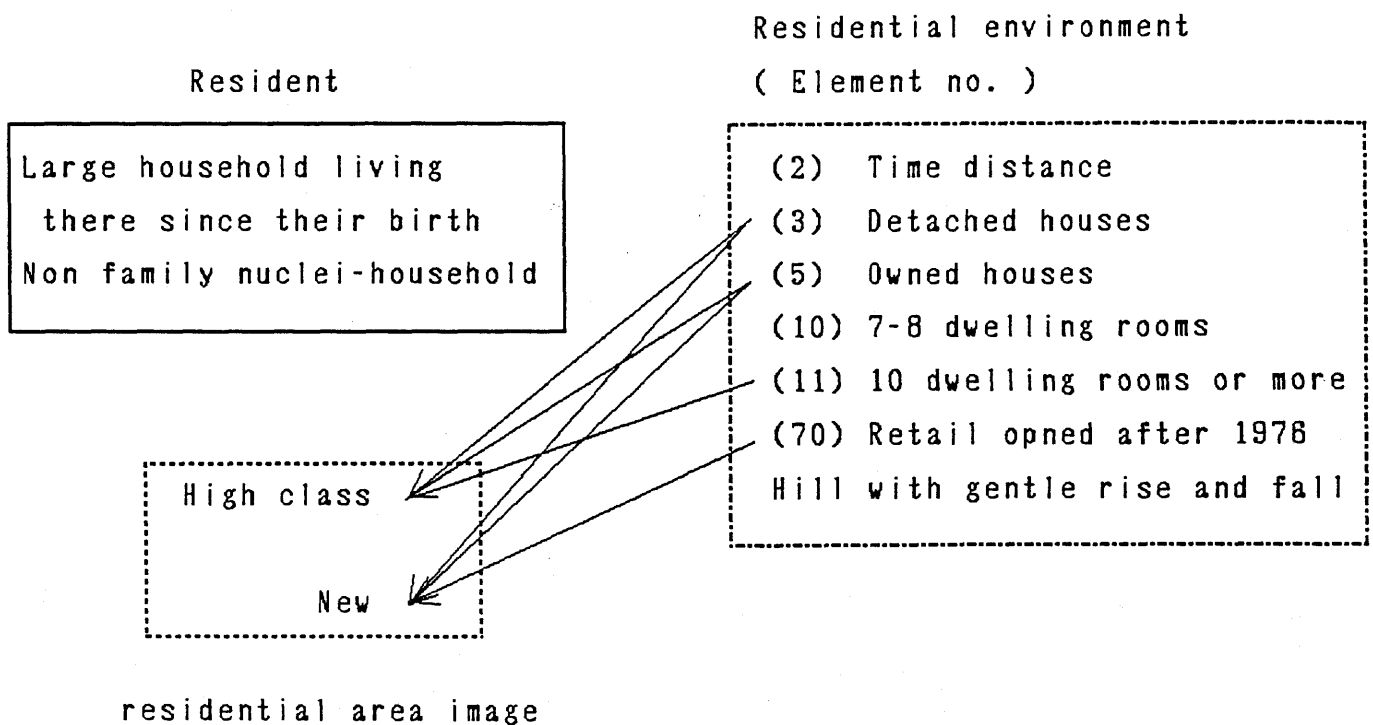 Resident
Large household living
there since their birth
Non family nuclei-household
Residential environment
( Element no. )
(2) Time distance
(3) Detached houses
(5) Owned houses
(10) 7-8 dwelling rooms
(11) 10 dwelling rooms or more
(70) Retail opned after 1976
Hill with gentle rise and fall
High class
New
residential area image